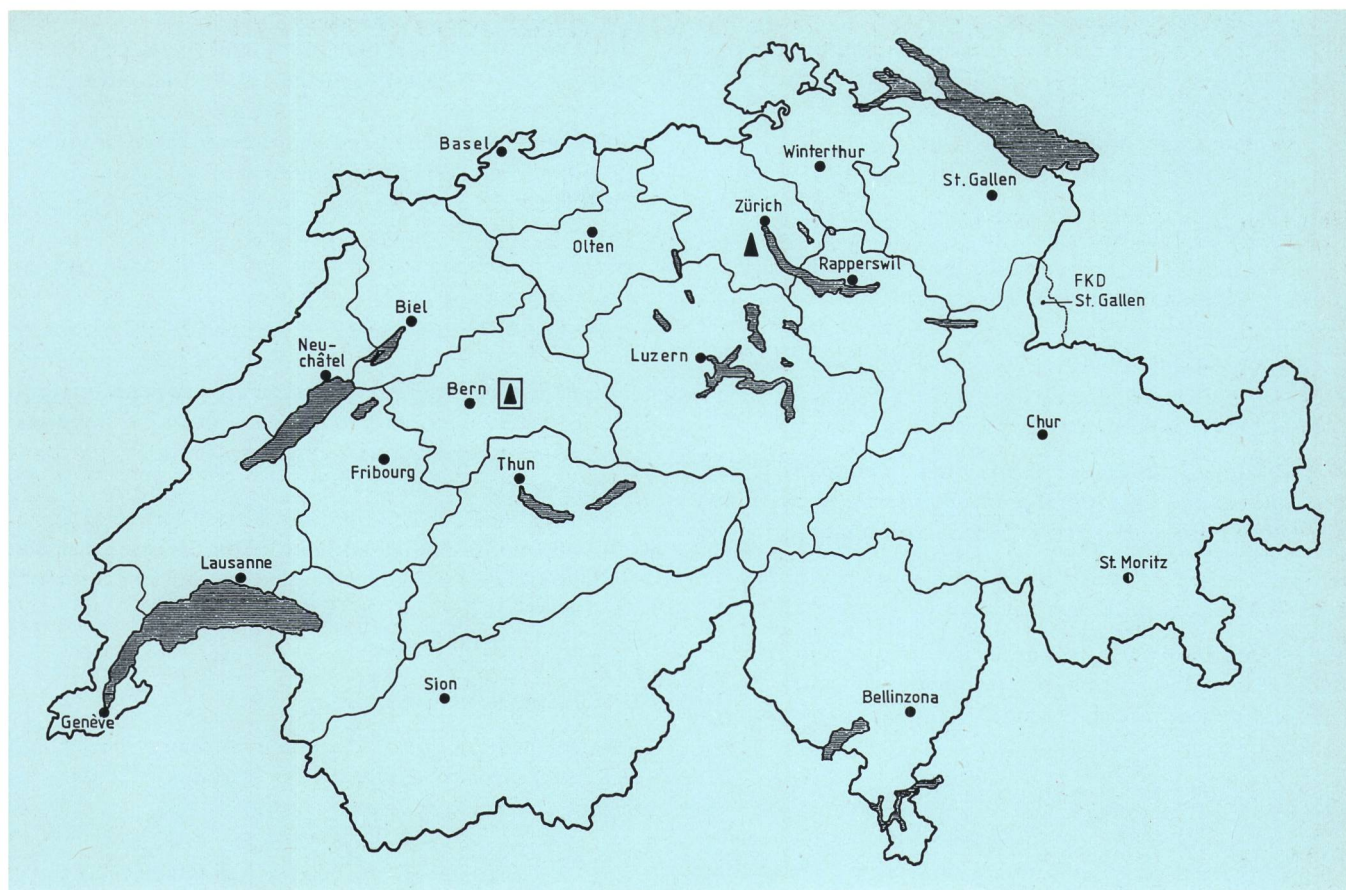 Basel
Winterthur
St. Gallen
Zürich
Olten
Rapperswil
FKD
St. Gallen
Biel
Neu-
châtel
Luzern
Bern
Chur
Fribourg
Thun
Lausanne
St. Moritz
Sion
Bellinzona
Genève